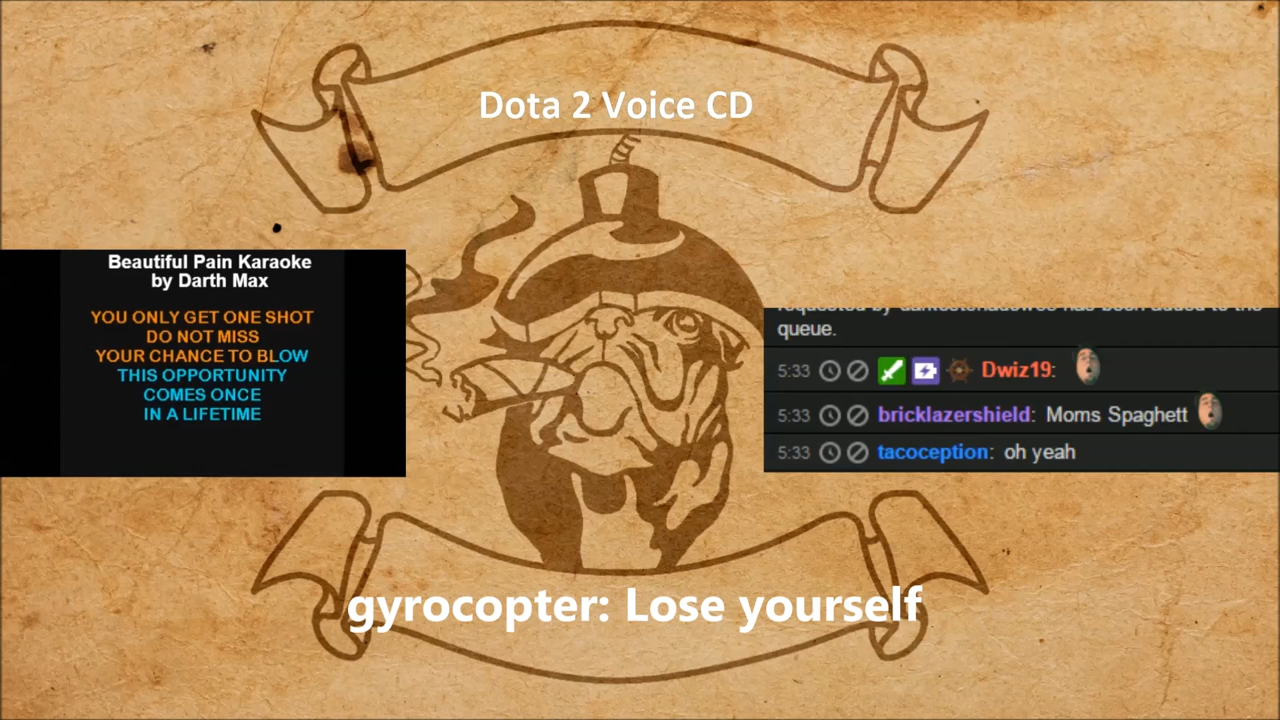 Dota 2 Voice CD
Beautiful Pain Karaoke
by Darth Max
YOU ONLY GET ONE SHOT
DO NOT MISS
YOUR CHANCE TO BLOW
THIS OPPORTUNITY
COMES ONCE
IN A LIFETIME
queue.
5:33 Dwiz19:
5:33 bricklazershield: Moms Spaghett
5:33 tacoception: oh yeah
gyrocopter: Lose yourself